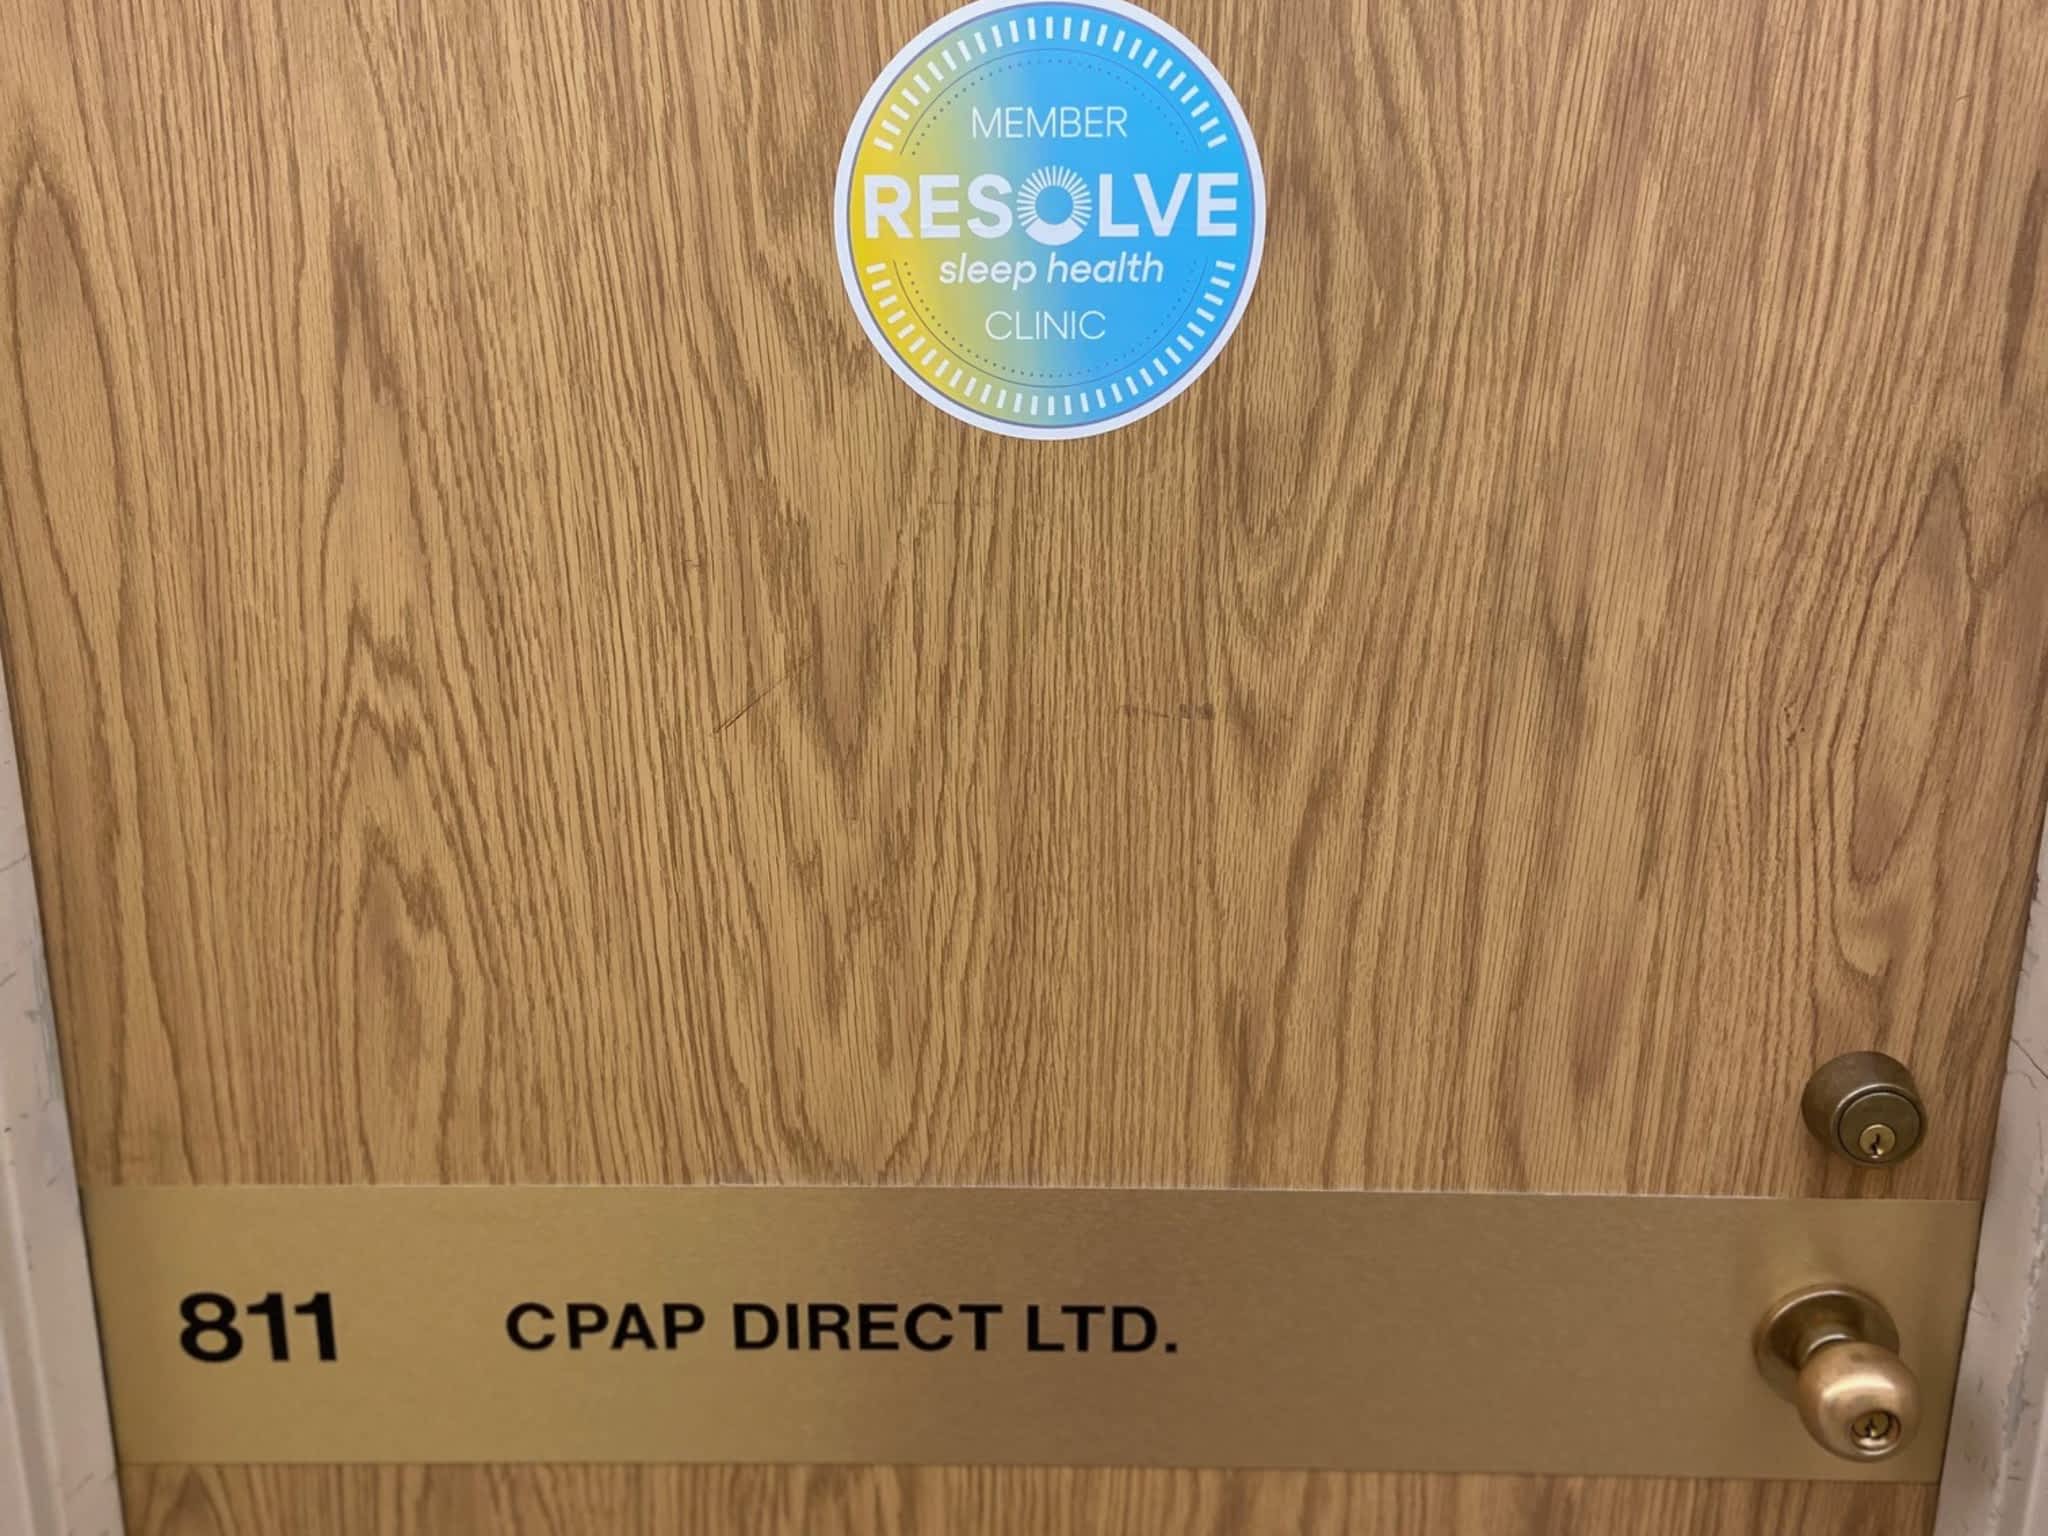 MEMBER
RESOLVE
sleep health
CLINIC
811 CPAP DIRECT LTD.